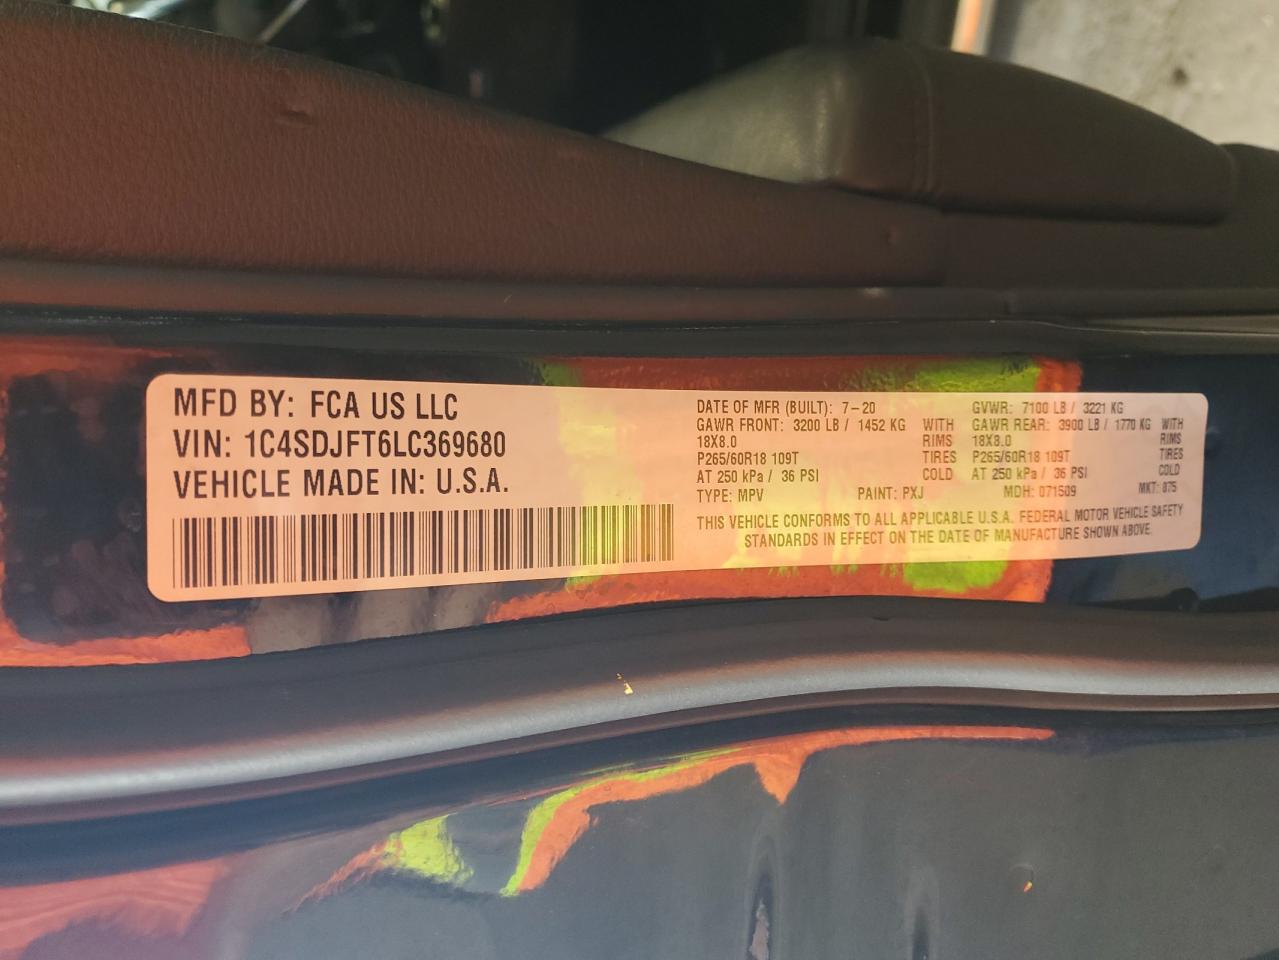 MFD BY: FCA US LLC
VIN: 1C4SDJFT6LC369680
VEHICLE MADE IN: U.S.A.
DATE OF MFR (BUILT): 7-20 GVWR: 7100 LB / 3221 KG
GAWR FRONT: 3200 LB / 1452 KG WITH GAWR REAR: 3900 LB / 1770 KG WITH
18X8.0 RIMS 18X8.0 RIMS
P265/60R18 109T TIRES P265/60R18 109T TIRES
AT 250 kPa / 36 PSI COLD AT 250 kPa / 36 PSI COLD
TYPE: MPV PAINT: PXJ MDH: 071509 MKT: 875
THIS VEHICLE CONFORMS TO ALL APPLICABLE U.S.A. FEDERAL MOTOR VEHICLE SAFETY
STANDARDS IN EFFECT ON THE DATE OF MANUFACTURE SHOWN ABOVE.